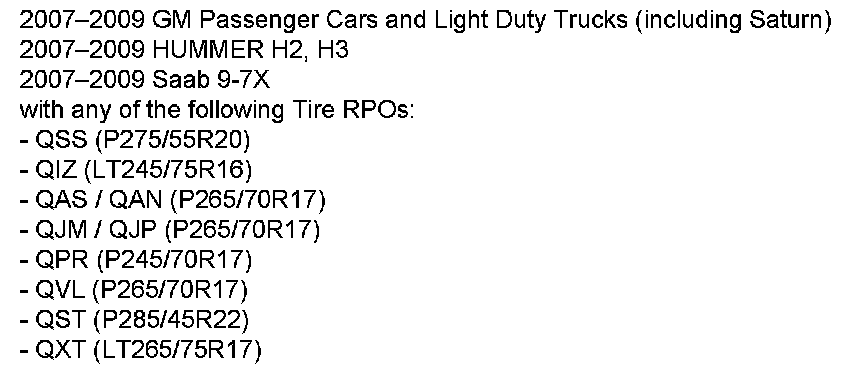 2007–2009 GM Passenger Cars and Light Duty Trucks (including Saturn)
2007–2009 HUMMER H2, H3
2007–2009 Saab 9-7X
with any of the following Tire RPOs:
- QSS (P275/55R20)
- QIZ (LT245/75R16)
- QAS / QAN (P265/70R17)
- QJM / QJP (P265/70R17)
- QPR (P245/70R17)
- QVL (P265/70R17)
- QST (P285/45R22)
- QXT (LT265/75R17)